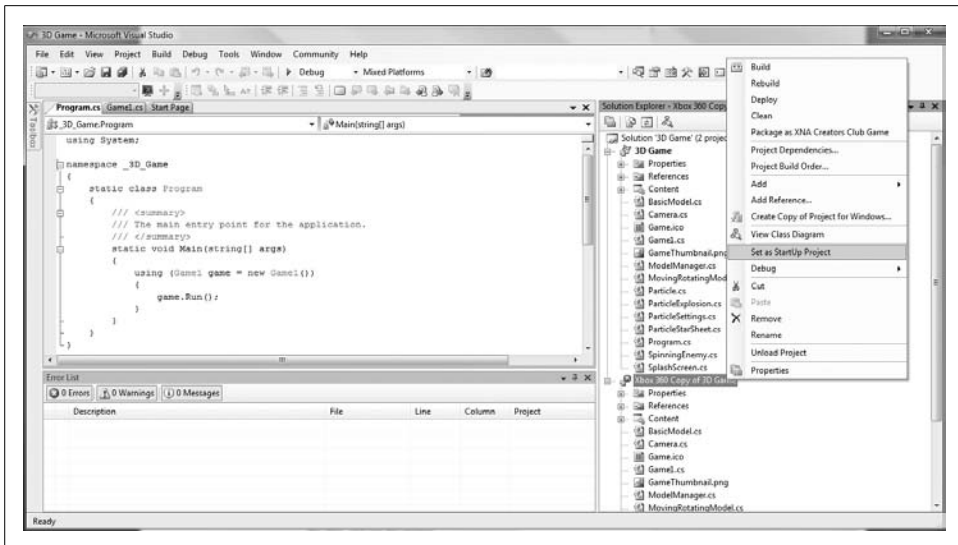 3D Game - Microsoft Visual Studio
File Edit View Project Build Debug Tools Window Community Help
Debug Mixed Platforms
Program.cs Game1.cs Start Page
Toolbox
_3D_Game.Program
Main(string[] args)
using System;
namespace _3D_Game
{
static class Program
{
/// <summary>
/// The main entry point for the application.
/// </summary>
static void Main(string[] args)
{
using (Game1 game = new Game1())
{
game.Run();
}
}
}
}
Error List
0 Errors 0 Warnings 0 Messages
Description File Line Column Project
Ready
Solution Explorer - Xbox 360 Copy
Solution '3D Game' (2 projec
3D Game
Properties
References
Content
BasicModel.cs
Camera.cs
Game.ico
Game1.cs
GameThumbnail.png
ModelManager.cs
MovingRotatingMod
Particle.cs
ParticleExplosion.cs
ParticleSettings.cs
ParticleStarSheet.cs
Program.cs
SpinningEnemy.cs
SplashScreen.cs
Xbox 360 Copy of 3D Game
Properties
References
Content
BasicModel.cs
Camera.cs
Game.ico
Game1.cs
GameThumbnail.png
ModelManager.cs
MovingRotatingModel.cs
Build
Rebuild
Deploy
Clean
Package as XNA Creators Club Game
Project Dependencies...
Project Build Order...
Add
Add Reference...
Create Copy of Project for Windows...
View Class Diagram
Set as StartUp Project
Debug
Cut
Paste
Remove
Rename
Unload Project
Properties